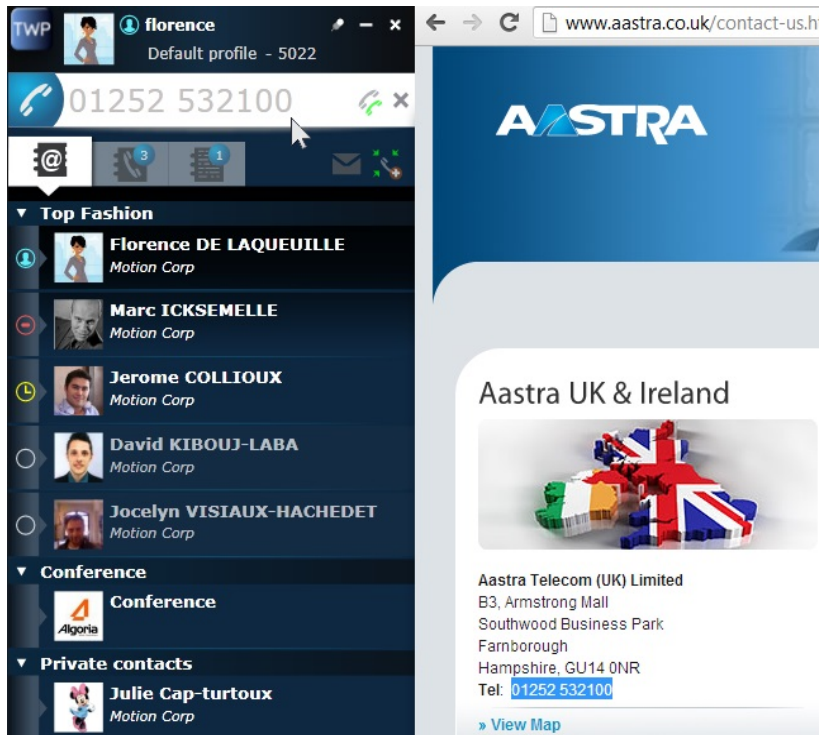 TWP
florence
Default profile - 5022
01252 532100
@
3
1
Top Fashion
Florence DE LAQUEUILLE
Motion Corp
Marc ICKSEMELLE
Motion Corp
Jerome COLLIOUX
Motion Corp
David KIBOUJ-LABA
Motion Corp
Jocelyn VISIAUX-HACHEDET
Motion Corp
Conference
Algoria
Conference
Private contacts
Julie Cap-turtoux
Motion Corp
www.aastra.co.uk/contact-us.h
AASTRA
Aastra UK & Ireland
Aastra Telecom (UK) Limited
B3, Armstrong Mall
Southwood Business Park
Farnborough
Hampshire, GU14 0NR
Tel: 01252 532100
» View Map